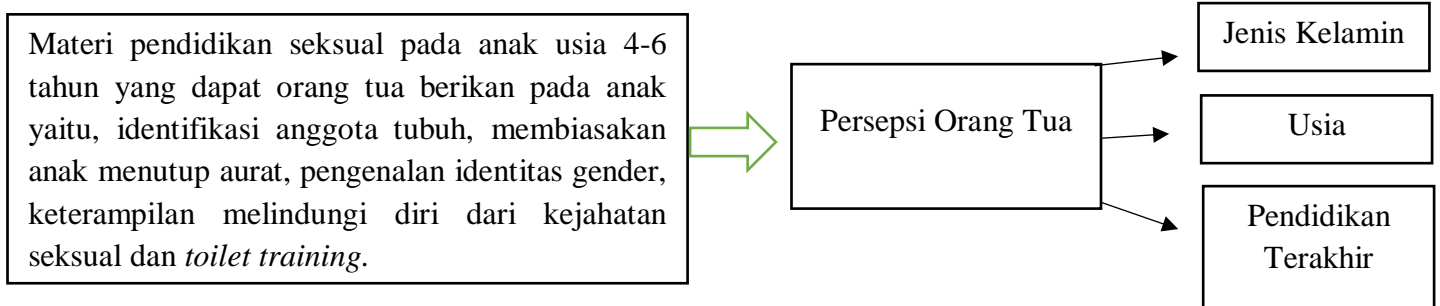 Materi pendidikan seksual pada anak usia 4-6
tahun yang dapat orang tua berikan pada anak
yaitu, identifikasi anggota tubuh, membiasakan
anak menutup aurat, pengenalan identitas gender,
keterampilan melindungi diri dari kejahatan
seksual dan toilet training.
Persepsi Orang Tua
Jenis Kelamin
Usia
Pendidikan
Terakhir